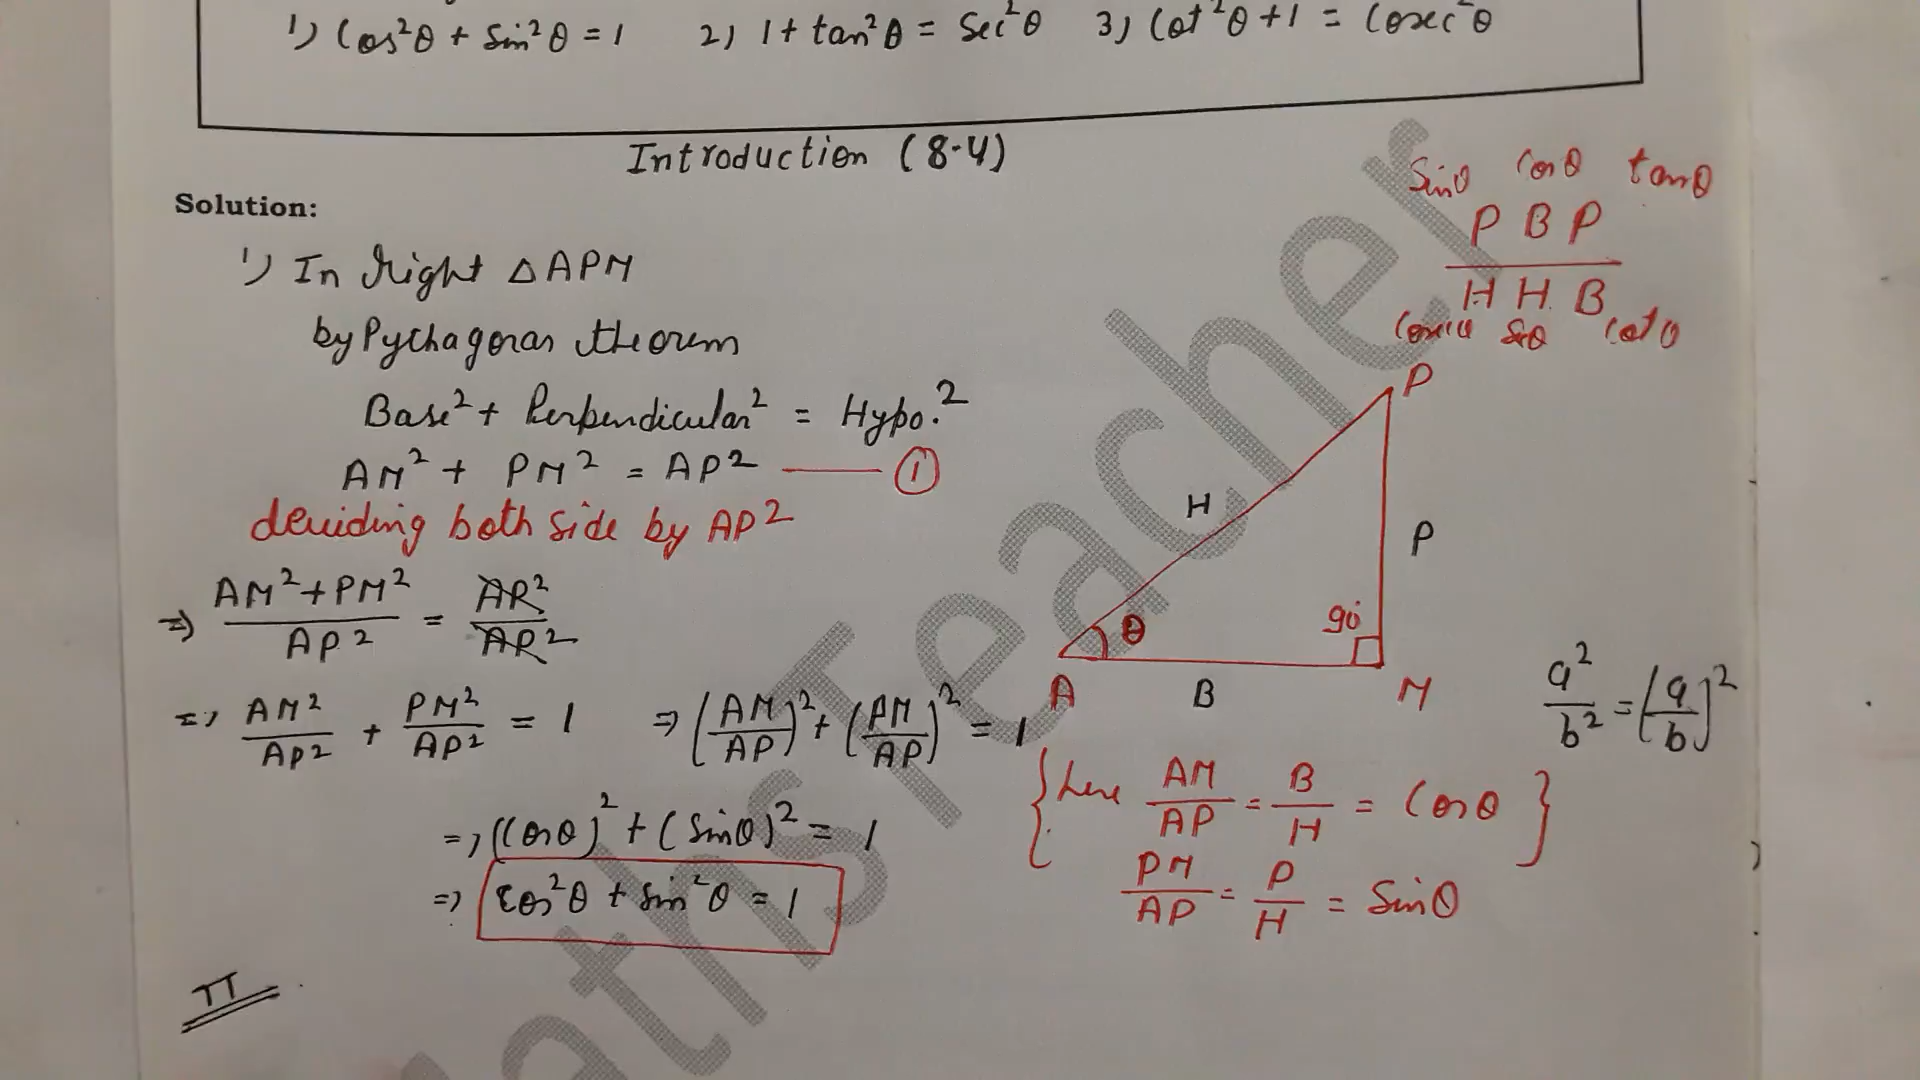 1) Cos²θ + Sin²θ = 1 2) 1 + tan²θ = Sec²θ 3) Cot²θ + 1 = Cosec²θ
Introduction (8.4)
Solution:
1) In right △APM
by Pythagoras theorem
Base² + Perpendicular² = Hypo.²
AM² + PM² = AP² —— ①
deviding both side by AP²
⇒ (AM² + PM²)/AP² = AP²/AP²
⇒ AM²/AP² + PM²/AP² = 1 ⇒ (AM/AP)² + (PM/AP)² = 1
⇒ (Cosθ)² + (Sinθ)² = 1
⇒ Cos²θ + Sin²θ = 1
II
Sinθ Cosθ tanθ
P B P
H H B
Cosecθ Secθ Cotθ
P
H
P
θ
90°
A
B
M
a²/b² = (a/b)²
{here AM/AP = B/H = Cosθ}
PM/AP = P/H = Sinθ
Maths Teacher